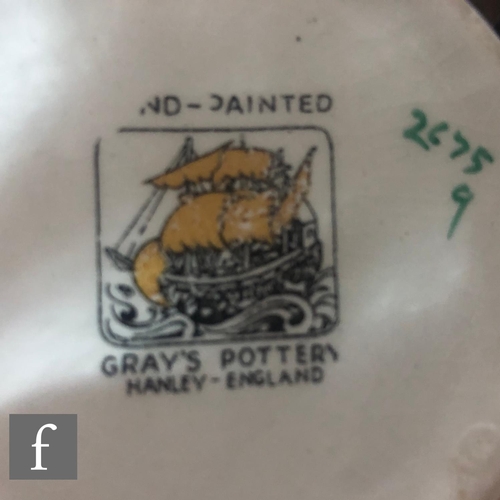 ND-PAINTED
GRAY'S POTTERY
HANLEY-ENGLAND
2675
9
f